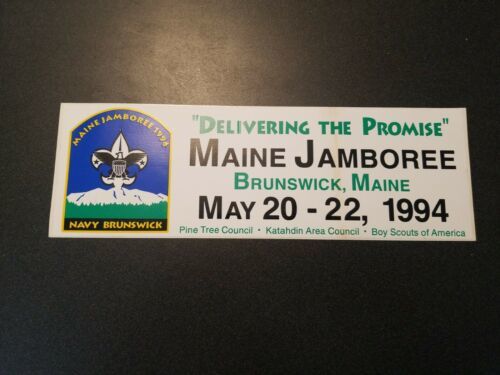 MAINE JAMBOREE 1994
NAVY BRUNSWICK
"DELIVERING THE PROMISE"
MAINE JAMBOREE
BRUNSWICK, MAINE
MAY 20 - 22, 1994
Pine Tree Council • Katahdin Area Council • Boy Scouts of America